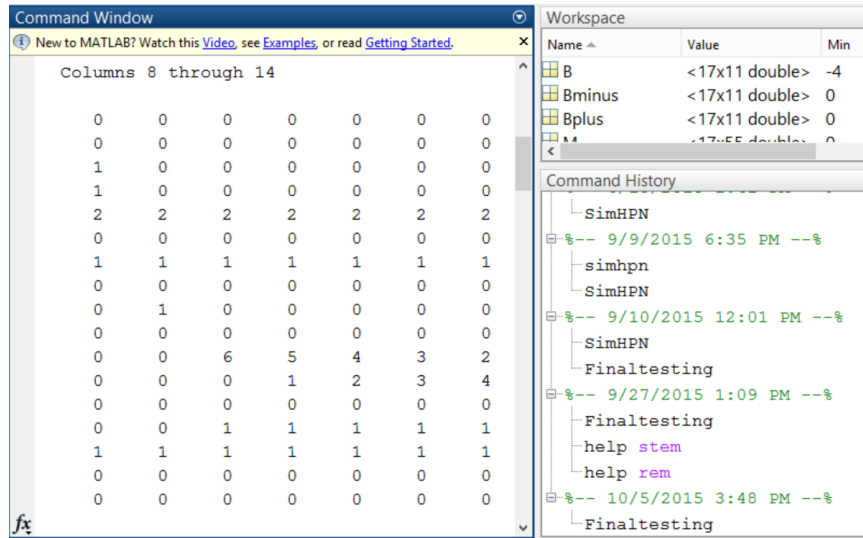 Command Window
New to MATLAB? Watch this Video, see Examples, or read Getting Started.
Columns 8 through 14
0 0 0 0 0 0 0
0 0 0 0 0 0 0
1 0 0 0 0 0 0
1 0 0 0 0 0 0
2 2 2 2 2 2 2
0 0 0 0 0 0 0
1 1 1 1 1 1 1
0 0 0 0 0 0 0
0 1 0 0 0 0 0
0 0 0 0 0 0 0
0 0 6 5 4 3 2
0 0 0 1 2 3 4
0 0 0 0 0 0 0
0 0 1 1 1 1 1
1 1 1 1 1 1 1
0 0 0 0 0 0 0
0 0 0 0 0 0 0
fx
Workspace
Name Value Min
B <17x11 double> -4
Bminus <17x11 double> 0
Bplus <17x11 double> 0
M <17x55 double> 0
Command History
SimHPN
%-- 9/9/2015 6:35 PM --%
simhpn
SimHPN
%-- 9/10/2015 12:01 PM --%
SimHPN
Finaltesting
%-- 9/27/2015 1:09 PM --%
Finaltesting
help stem
help rem
%-- 10/5/2015 3:48 PM --%
Finaltesting